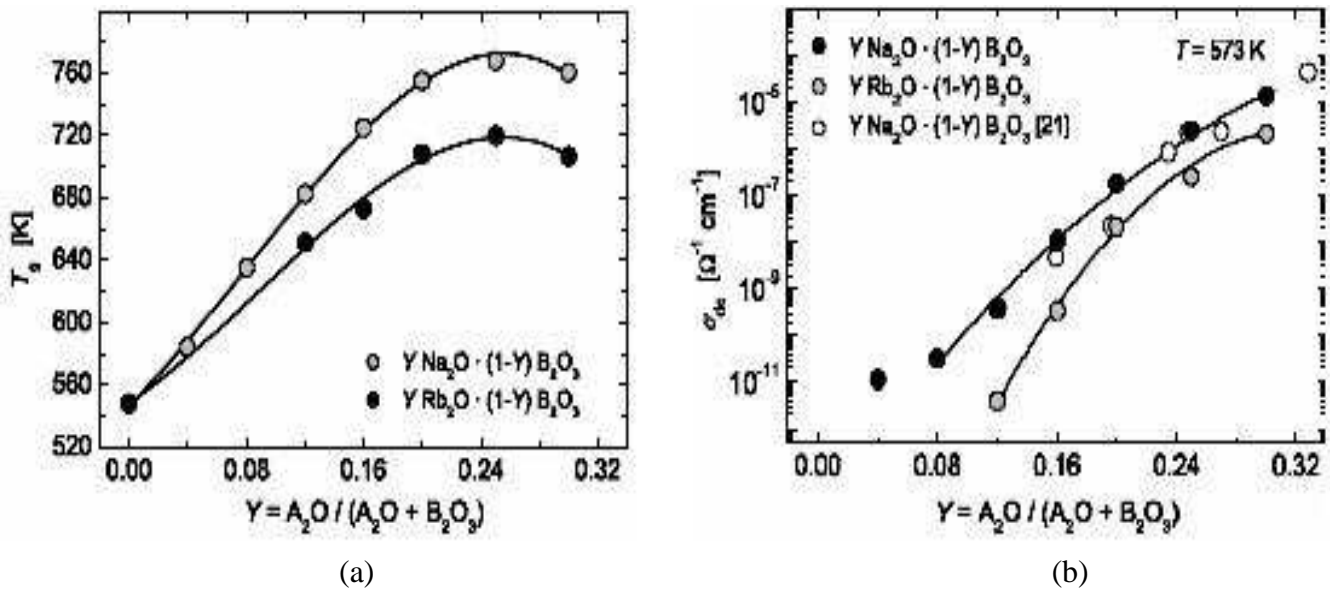 760
720
680
640
600
560
520
T_g [K]
Y Na₂O · (1-Y) B₂O₃
Y Rb₂O · (1-Y) B₂O₃
0.00 0.08 0.16 0.24 0.32
Y = A₂O / (A₂O + B₂O₃)
(a)
Y Na₂O · (1-Y) B₂O₃
Y Rb₂O · (1-Y) B₂O₃
Y Na₂O · (1-Y) B₂O₃ [21]
T = 573 K
10⁻⁶
10⁻⁷
10⁻⁹
10⁻¹¹
σ_dc [Ω⁻¹ cm⁻¹]
0.00 0.08 0.16 0.24 0.32
Y = A₂O / (A₂O + B₂O₃)
(b)